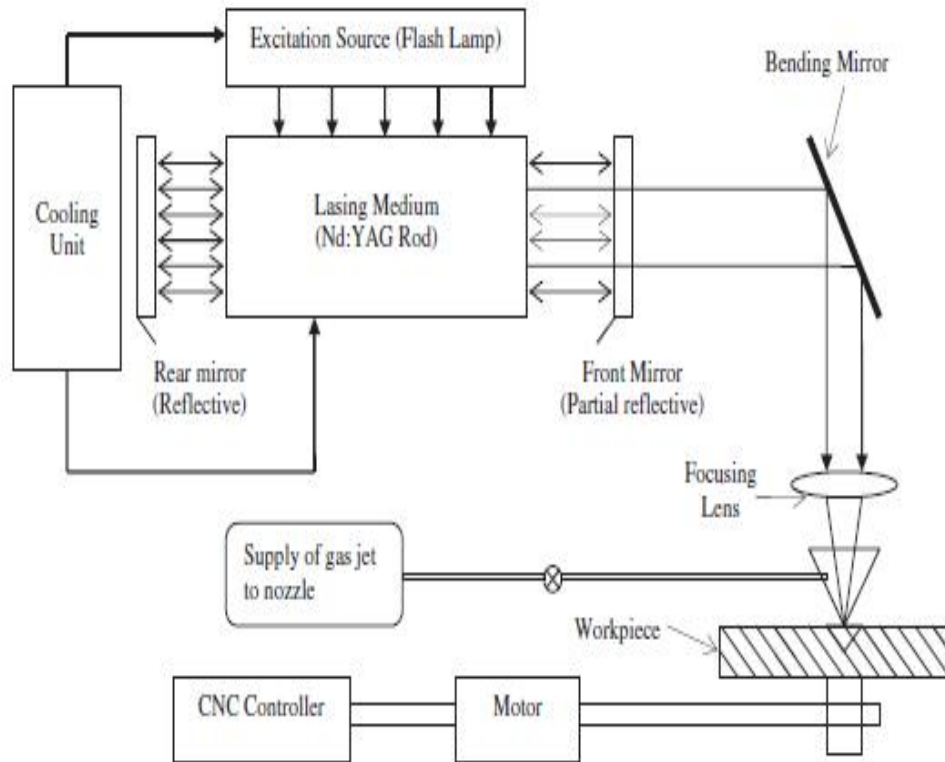 Excitation Source (Flash Lamp)
Bending Mirror
Cooling
Unit
Lasing Medium
(Nd:YAG Rod)
Rear mirror
(Reflective)
Front Mirror
(Partial reflective)
Focusing
Lens
Supply of gas jet
to nozzle
Workpiece
CNC Controller
Motor